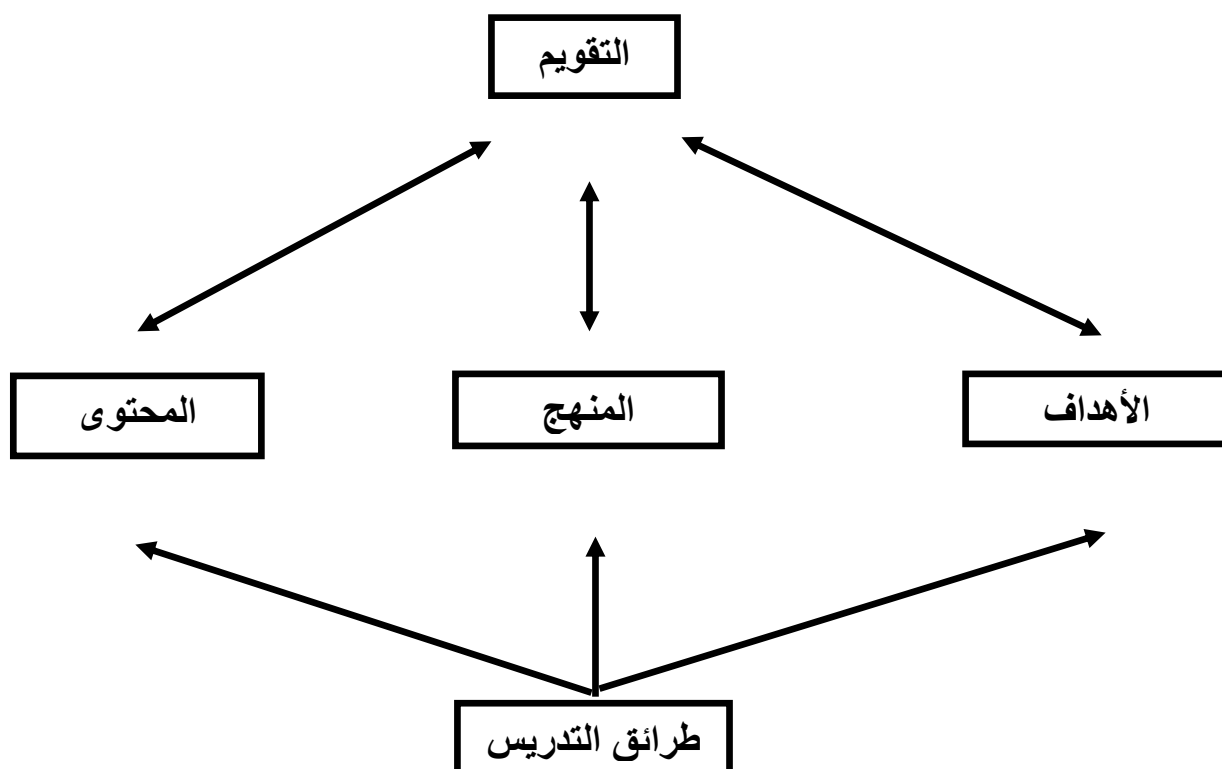 التقويم
الأهداف
المنهج
المحتوى
طرائق التدريس